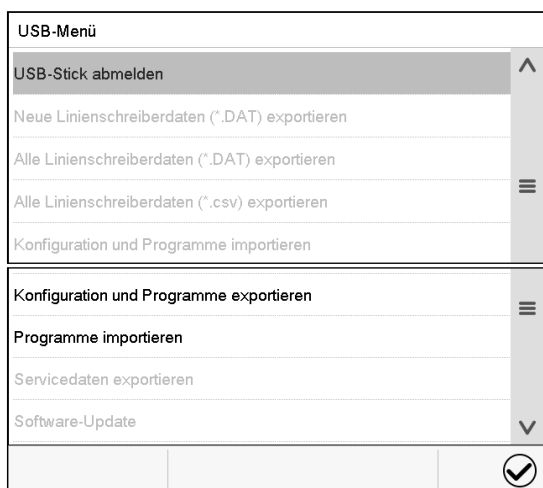 USB-Menü
USB-Stick abmelden
Neue Linienschreiberdaten (*.DAT) exportieren
Alle Linienschreiberdaten (*.DAT) exportieren
Alle Linienschreiberdaten (*.csv) exportieren
Konfiguration und Programme importieren
Konfiguration und Programme exportieren
Programme importieren
Servicedaten exportieren
Software-Update